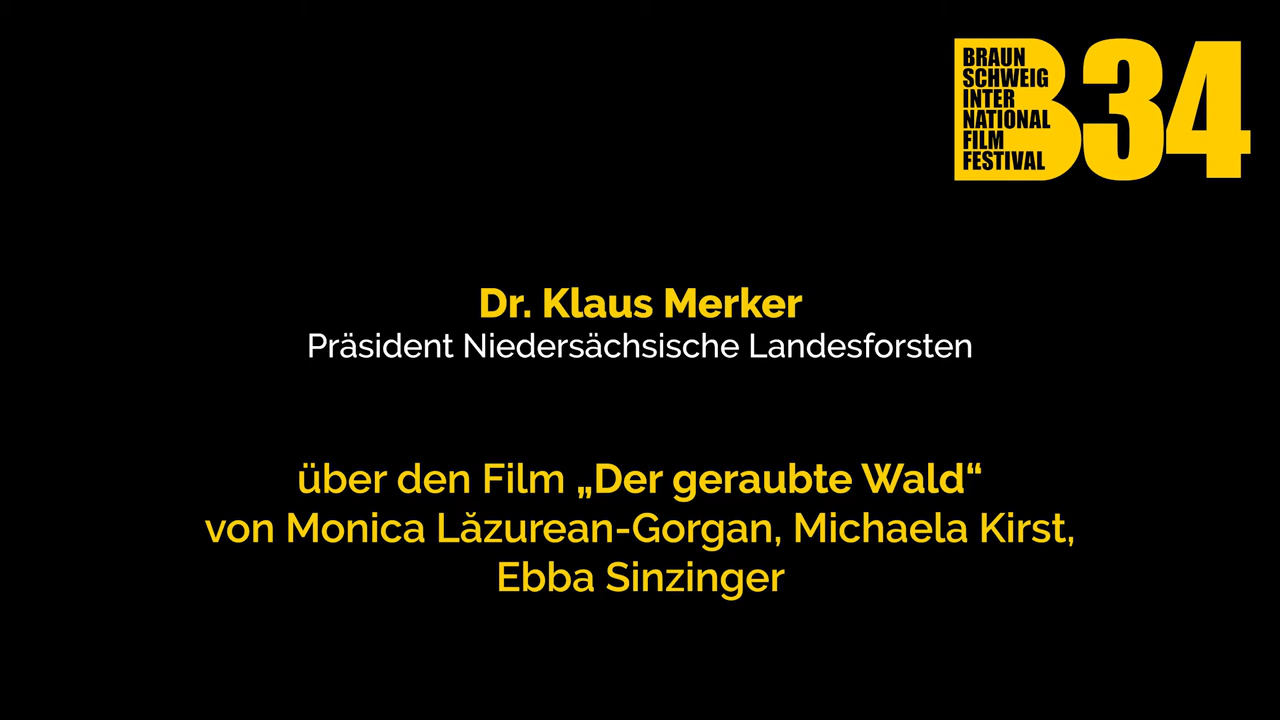 BRAUN
SCHWEIG
INTER
NATIONAL
FILM
FESTIVAL
B34
Dr. Klaus Merker
Präsident Niedersächsische Landesforsten
über den Film „Der geraubte Wald“
von Monica Lăzurean-Gorgan, Michaela Kirst,
Ebba Sinzinger